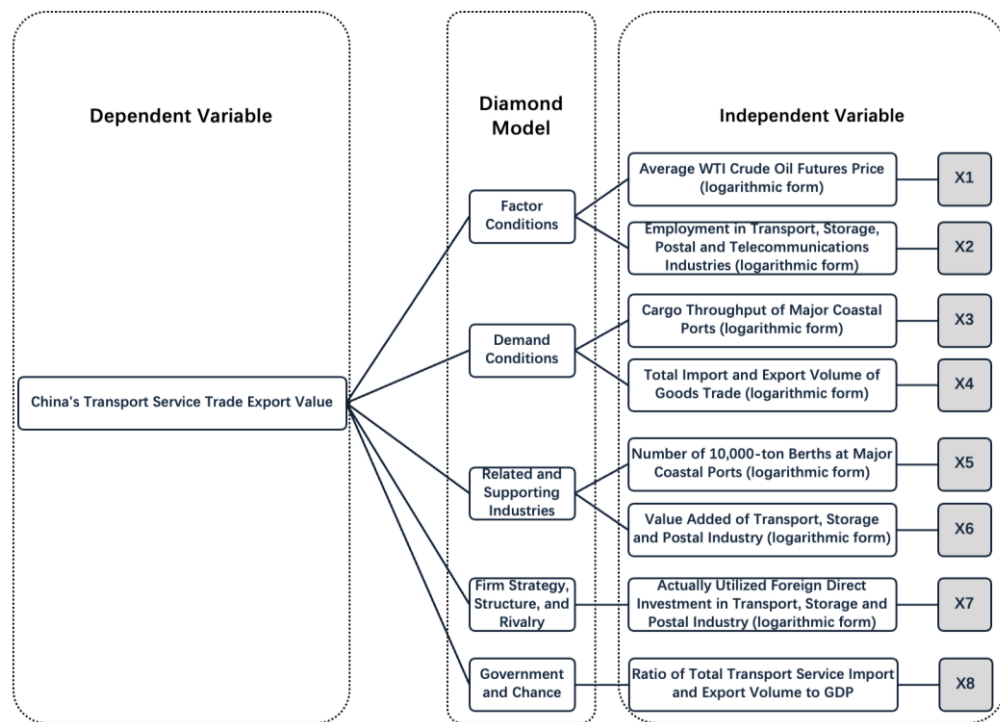 Dependent Variable
Diamond
Model
Independent Variable
Factor
Conditions
Average WTI Crude Oil Futures Price
(logarithmic form)
X1
Employment in Transport, Storage,
Postal and Telecommunications
Industries (logarithmic form)
X2
Demand
Conditions
Cargo Throughput of Major Coastal
Ports (logarithmic form)
X3
Total Import and Export Volume of
Goods Trade (logarithmic form)
X4
China's Transport Service Trade Export Value
Related and
Supporting
Industries
Number of 10,000-ton Berths at Major
Coastal Ports (logarithmic form)
X5
Value Added of Transport, Storage
and Postal Industry (logarithmic form)
X6
Firm Strategy,
Structure, and
Rivalry
Actually Utilized Foreign Direct
Investment in Transport, Storage and
Postal Industry (logarithmic form)
X7
Government
and Chance
Ratio of Total Transport Service Import
and Export Volume to GDP
X8